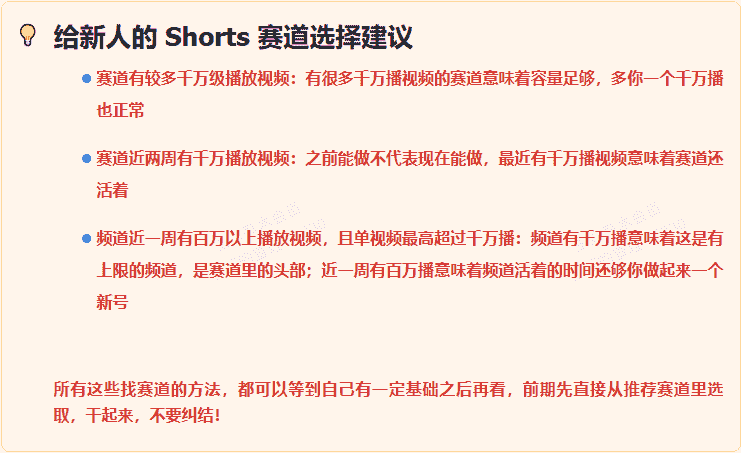 给新人的 Shorts 赛道选择建议
赛道有较多千万级播放视频：有很多千万播视频的赛道意味着容量足够，多你一个千万播
也正常
赛道近两周有千万播放视频：之前能做不代表现在能做，最近有千万播视频意味着赛道还
活着
频道近一周有百万以上播放视频，且单视频最高超过千万播：频道有千万播意味着这是有
上限的频道，是赛道里的头部；近一周有百万播意味着频道活着的时间还够你做起来一个
新号
所有这些找赛道的方法，都可以等到自己有一定基础之后再看，前期先直接从推荐赛道里选
取，干起来，不要纠结！